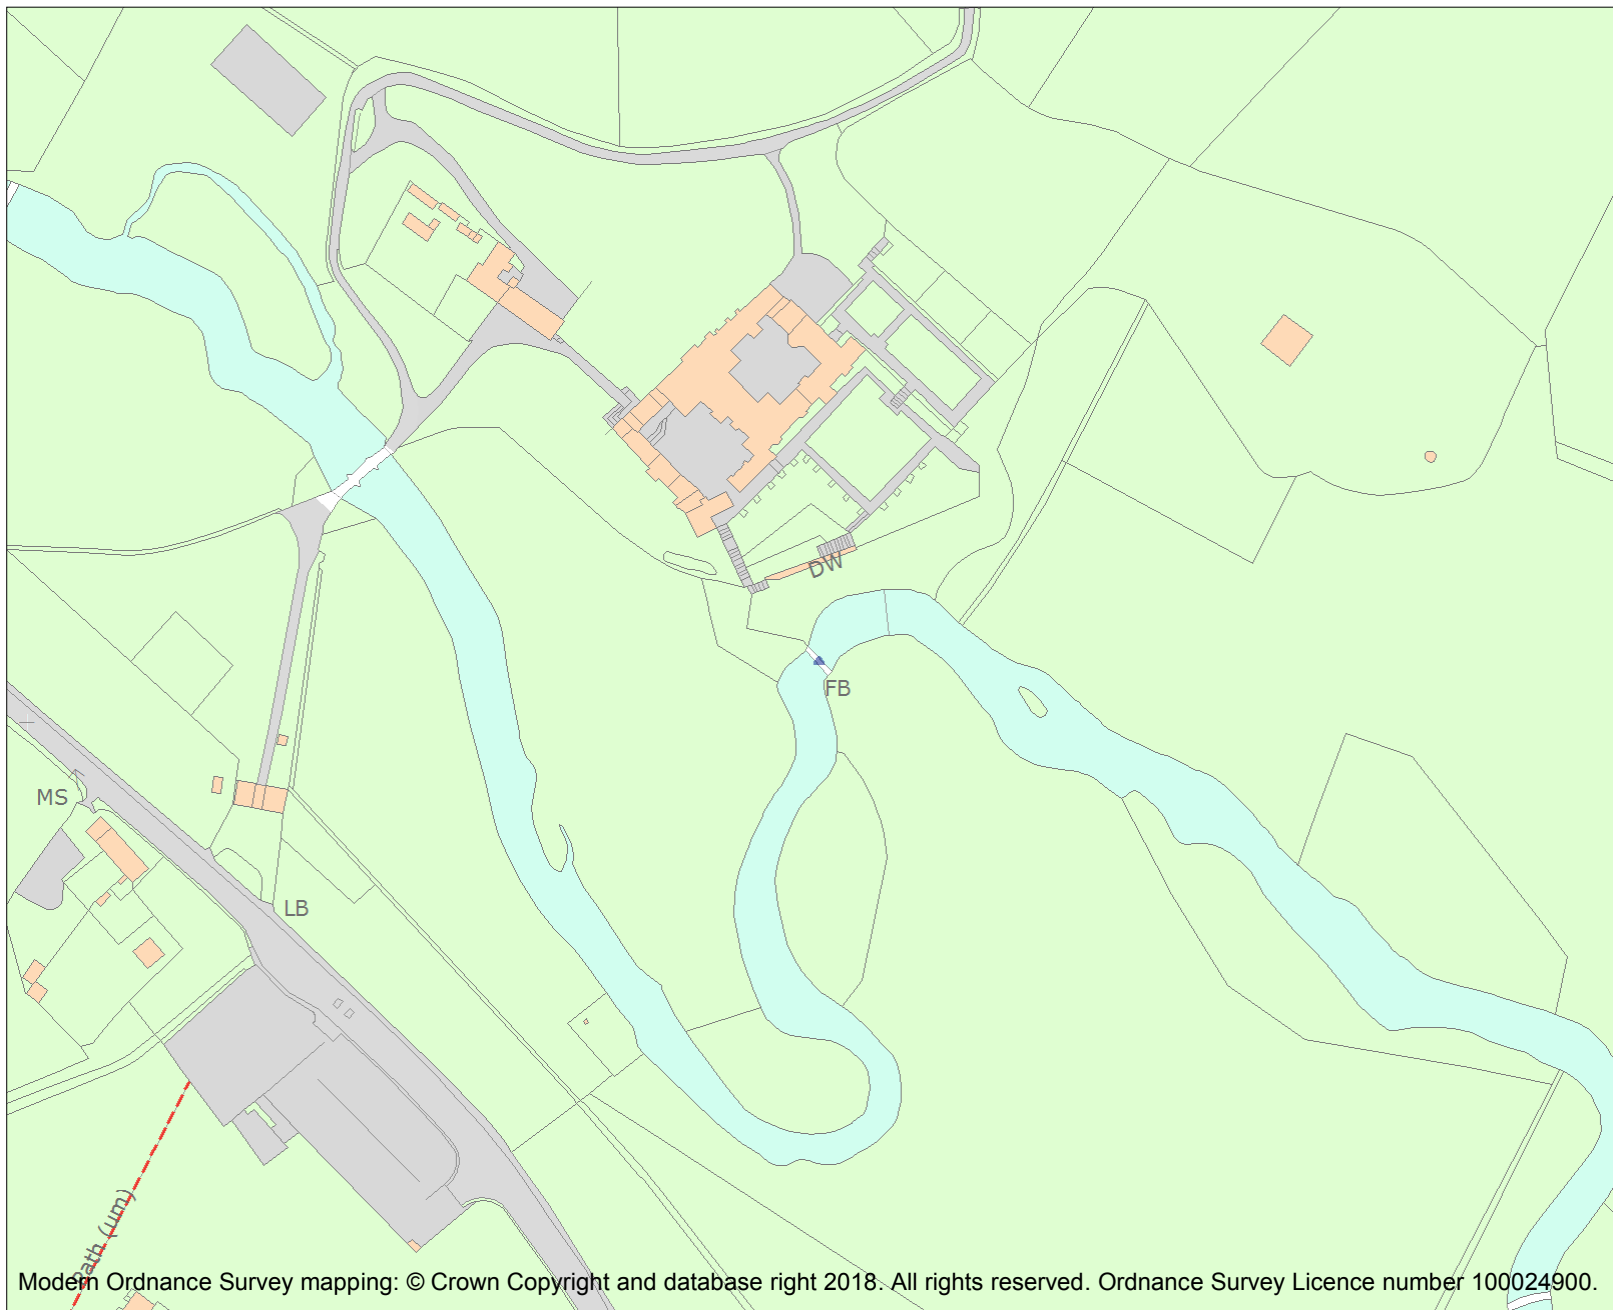 DW
FB
MS
LB
Path (um)
Modern Ordnance Survey mapping: © Crown Copyright and database right 2018. All rights reserved. Ordnance Survey Licence number 100024900.